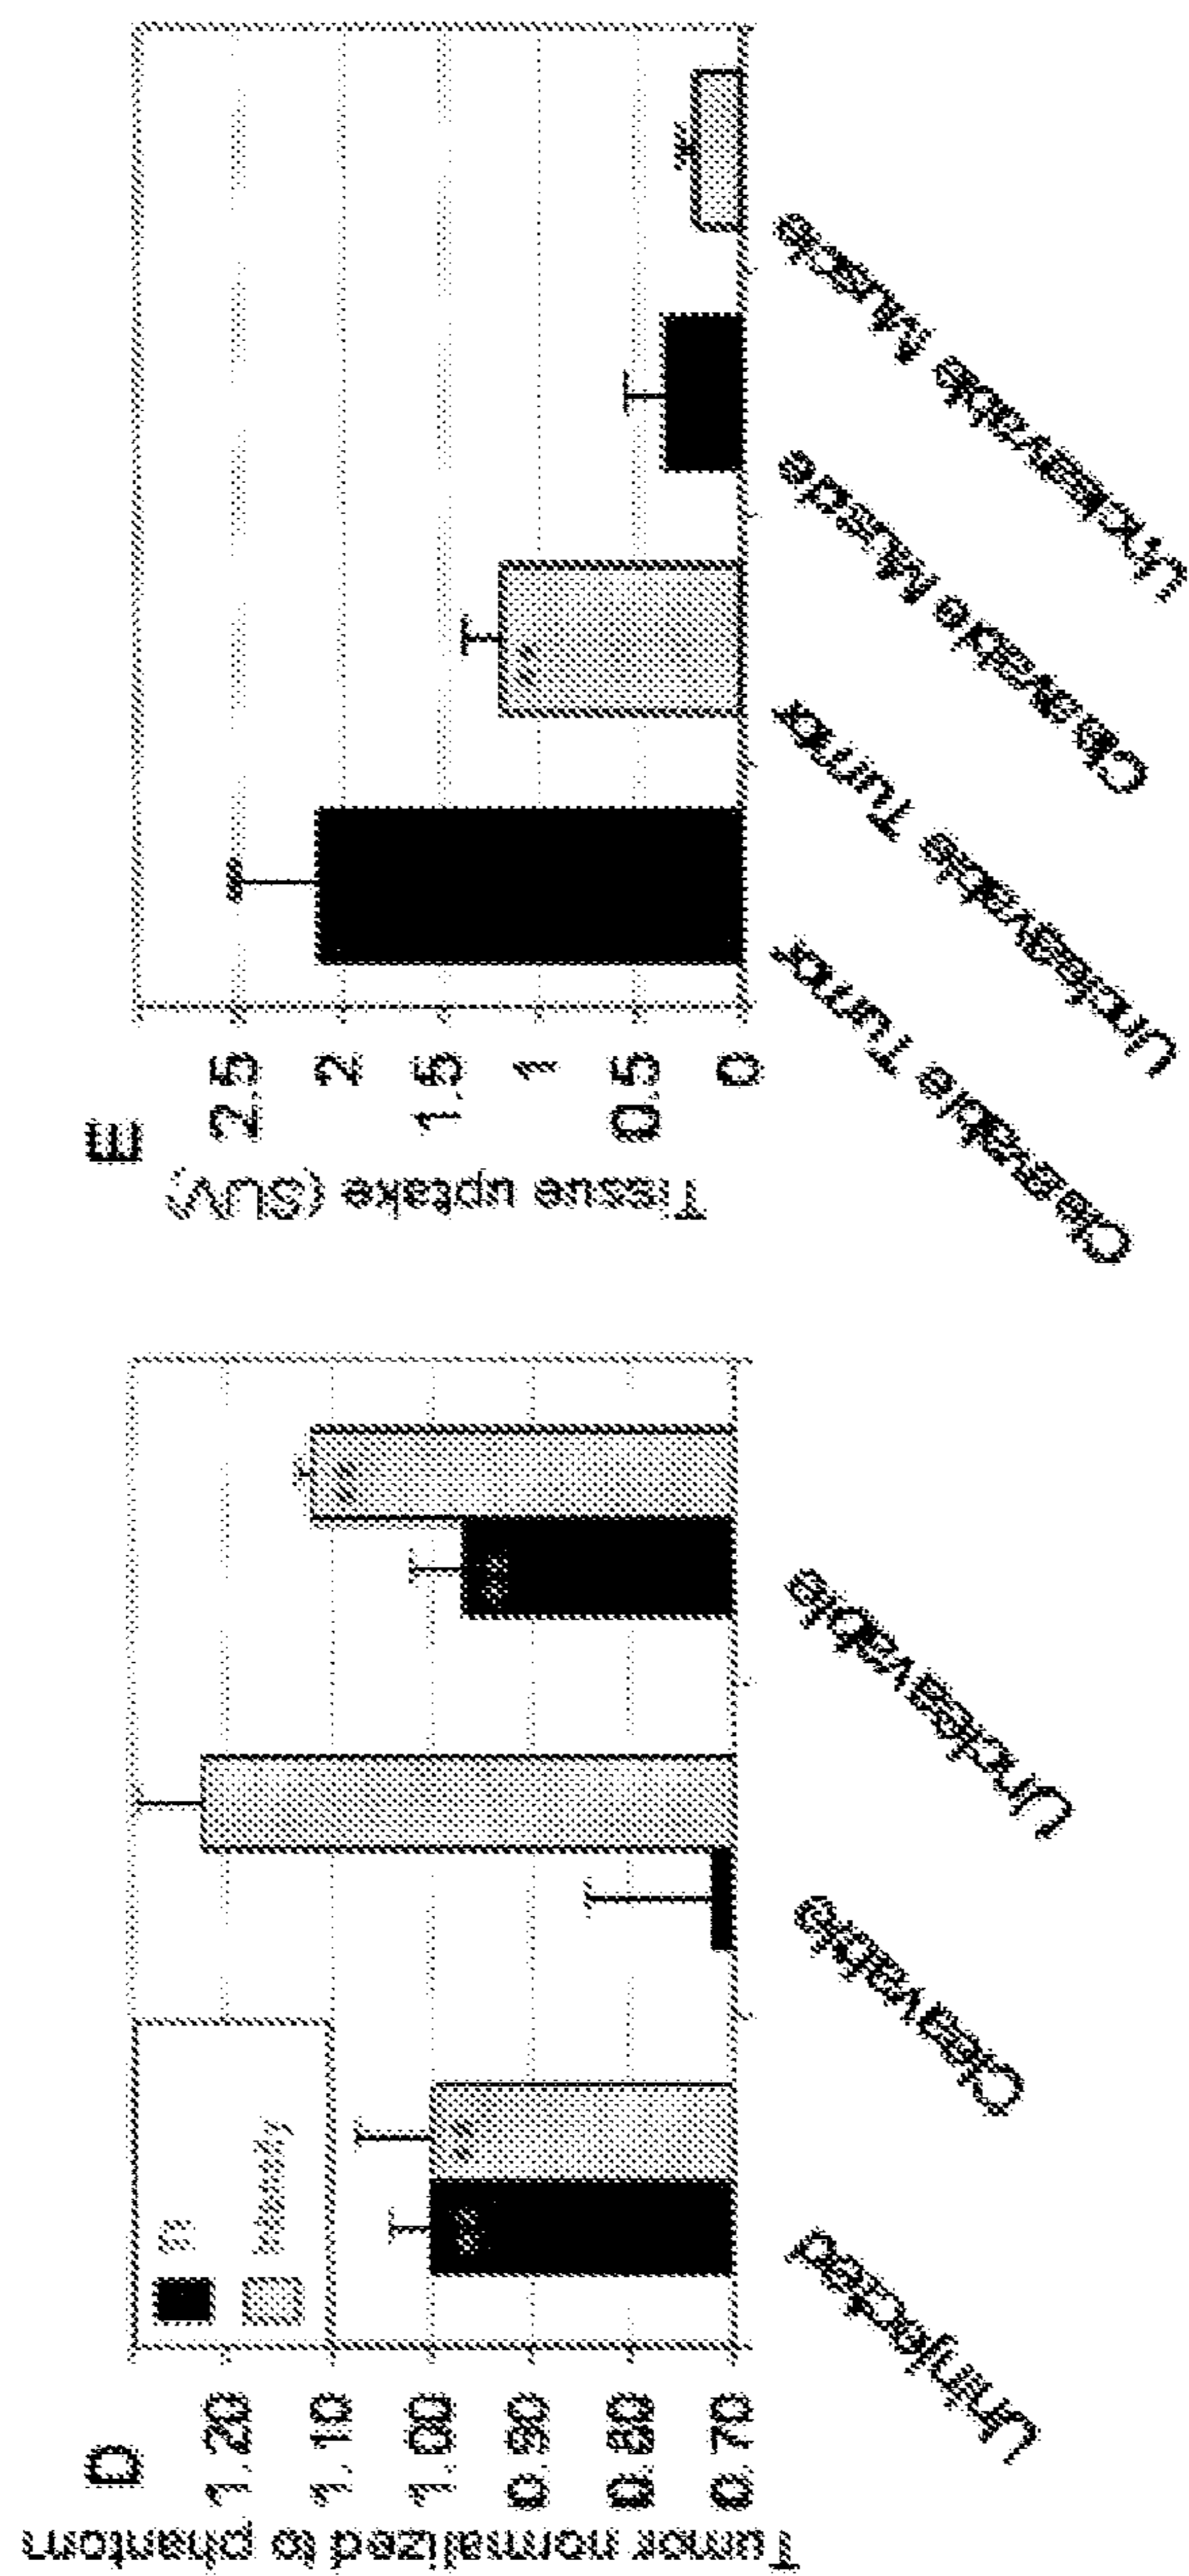 D
Tumor normalized to phantom
1.20
1.10
1.00
0.90
0.80
0.70
T1
Intensity
Uninjected
Cleavable
Uncleavable
E
Tissue uptake (SUV)
2.5
2
1.5
1
0.5
0
Cleavable Tumor
Uncleavable Tumor
Cleavable Muscle
Uncleavable Muscle